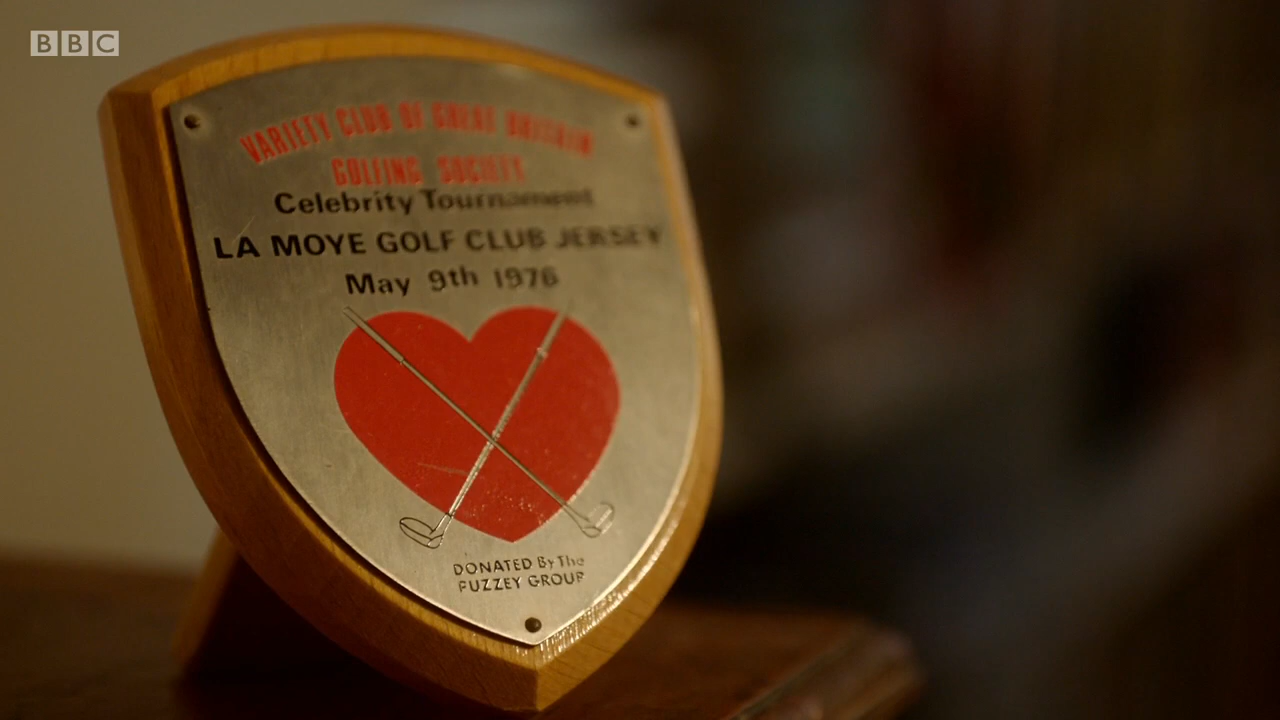 BBC
VARIETY CLUB OF GREAT BRITAIN
GOLFING SOCIETY
Celebrity Tournament
LA MOYE GOLF CLUB JERSEY
May 9th 1976
DONATED By The
FUZZEY GROUP